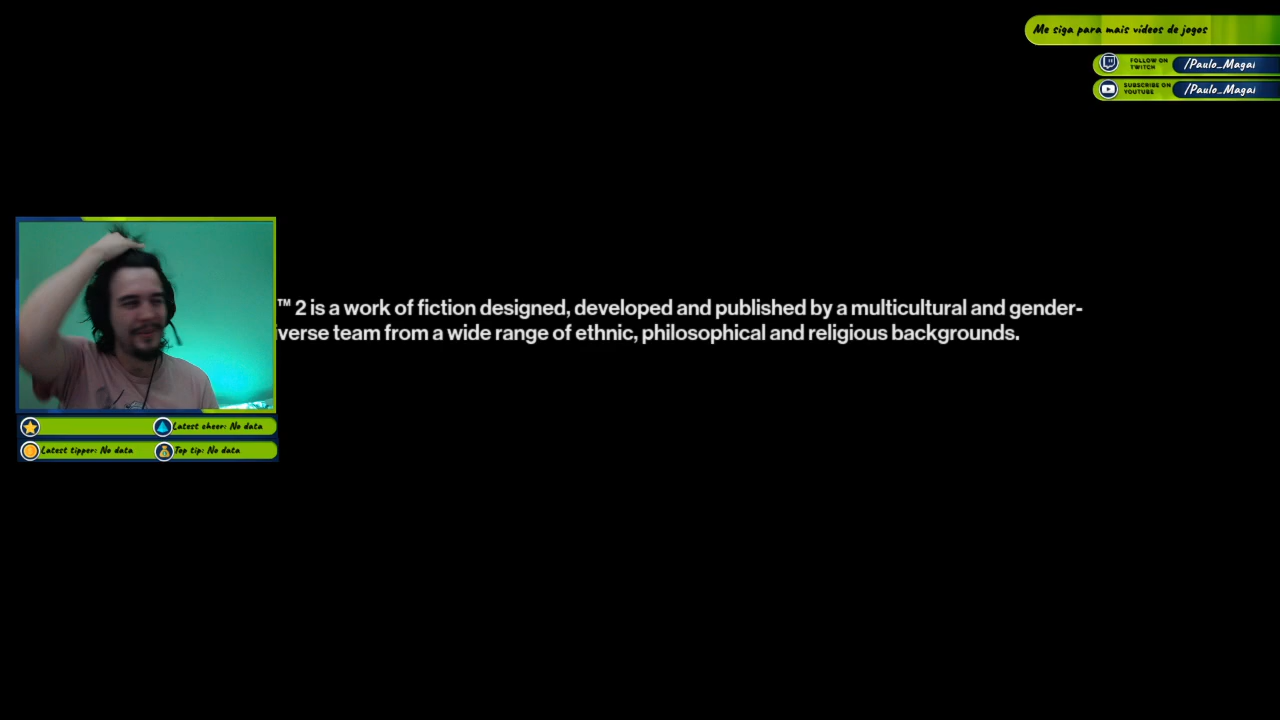 Me siga para mais videos de jogos
FOLLOW ON TWITCH
/Paulo_Magai
SUBSCRIBE ON YOUTUBE
/Paulo_Magai
™ 2 is a work of fiction designed, developed and published by a multicultural and gender-
verse team from a wide range of ethnic, philosophical and religious backgrounds.
Latest cheer: No data
Latest tipper: No data
Top tip: No data